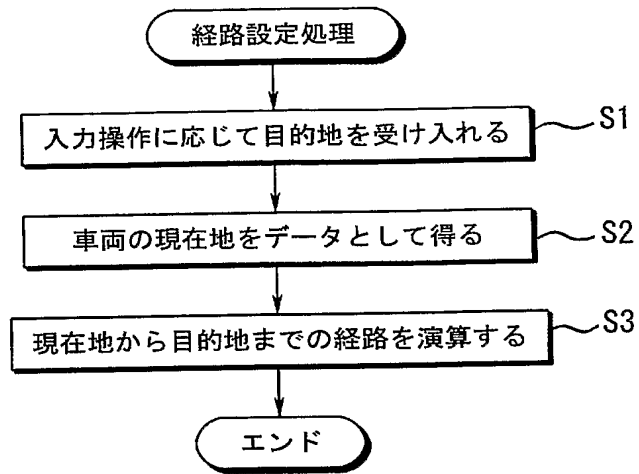 経路設定処理
入力操作に応じて目的地を受け入れる
S1
車両の現在地をデータとして得る
S2
現在地から目的地までの経路を演算する
S3
エンド